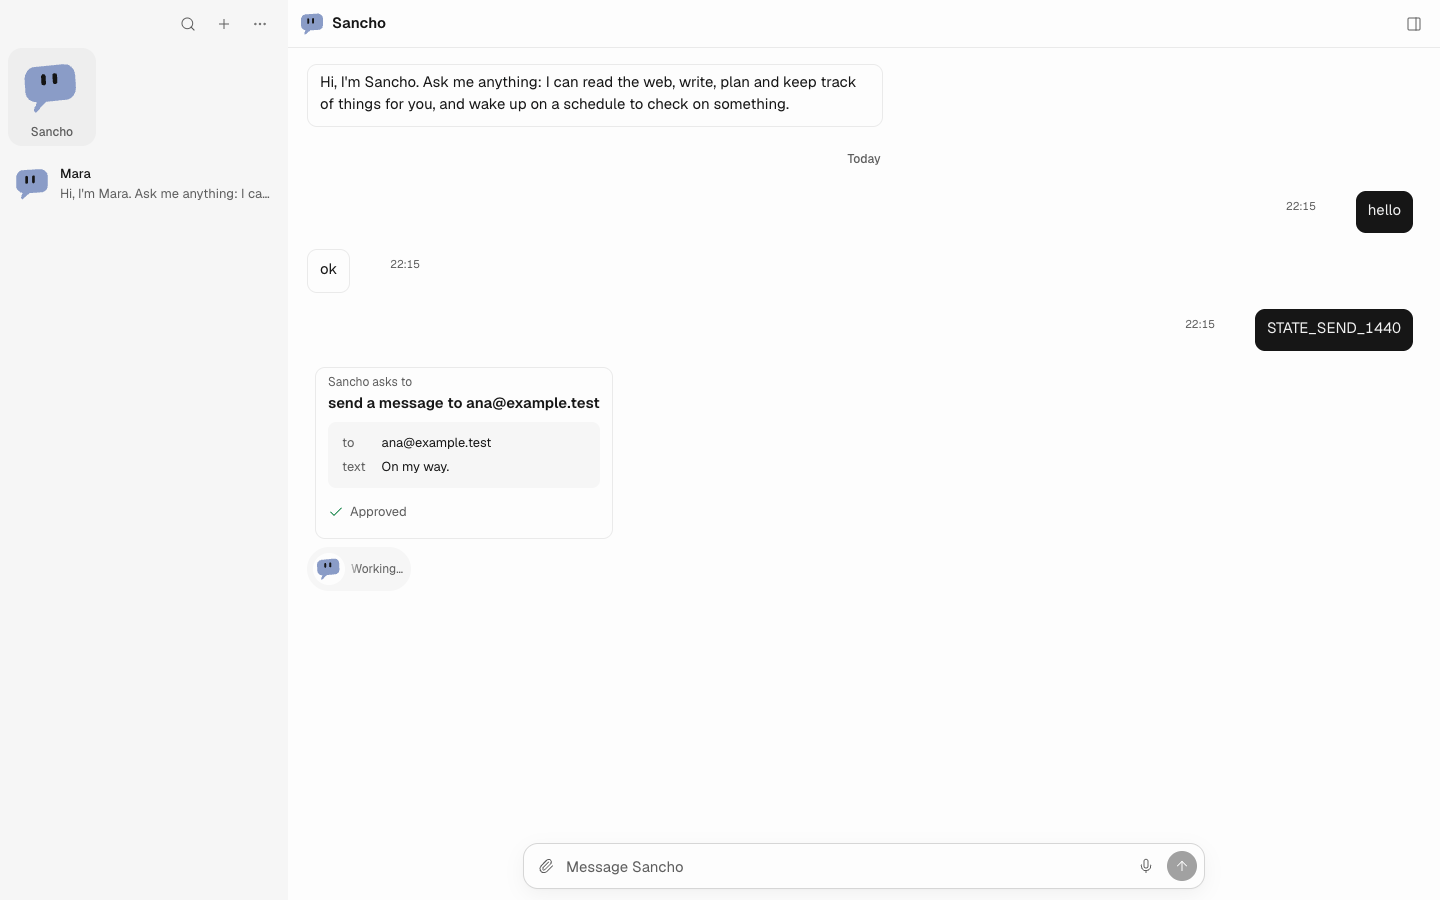 Sancho
Mara
Hi, I'm Mara. Ask me anything: I ca...
Sancho
Hi, I'm Sancho. Ask me anything: I can read the web, write, plan and keep track
of things for you, and wake up on a schedule to check on something.
Today
22:15
hello
ok
22:15
22:15
STATE_SEND_1440
Sancho asks to
send a message to ana@example.test
to ana@example.test
text On my way.
Approved
Working...
Message Sancho